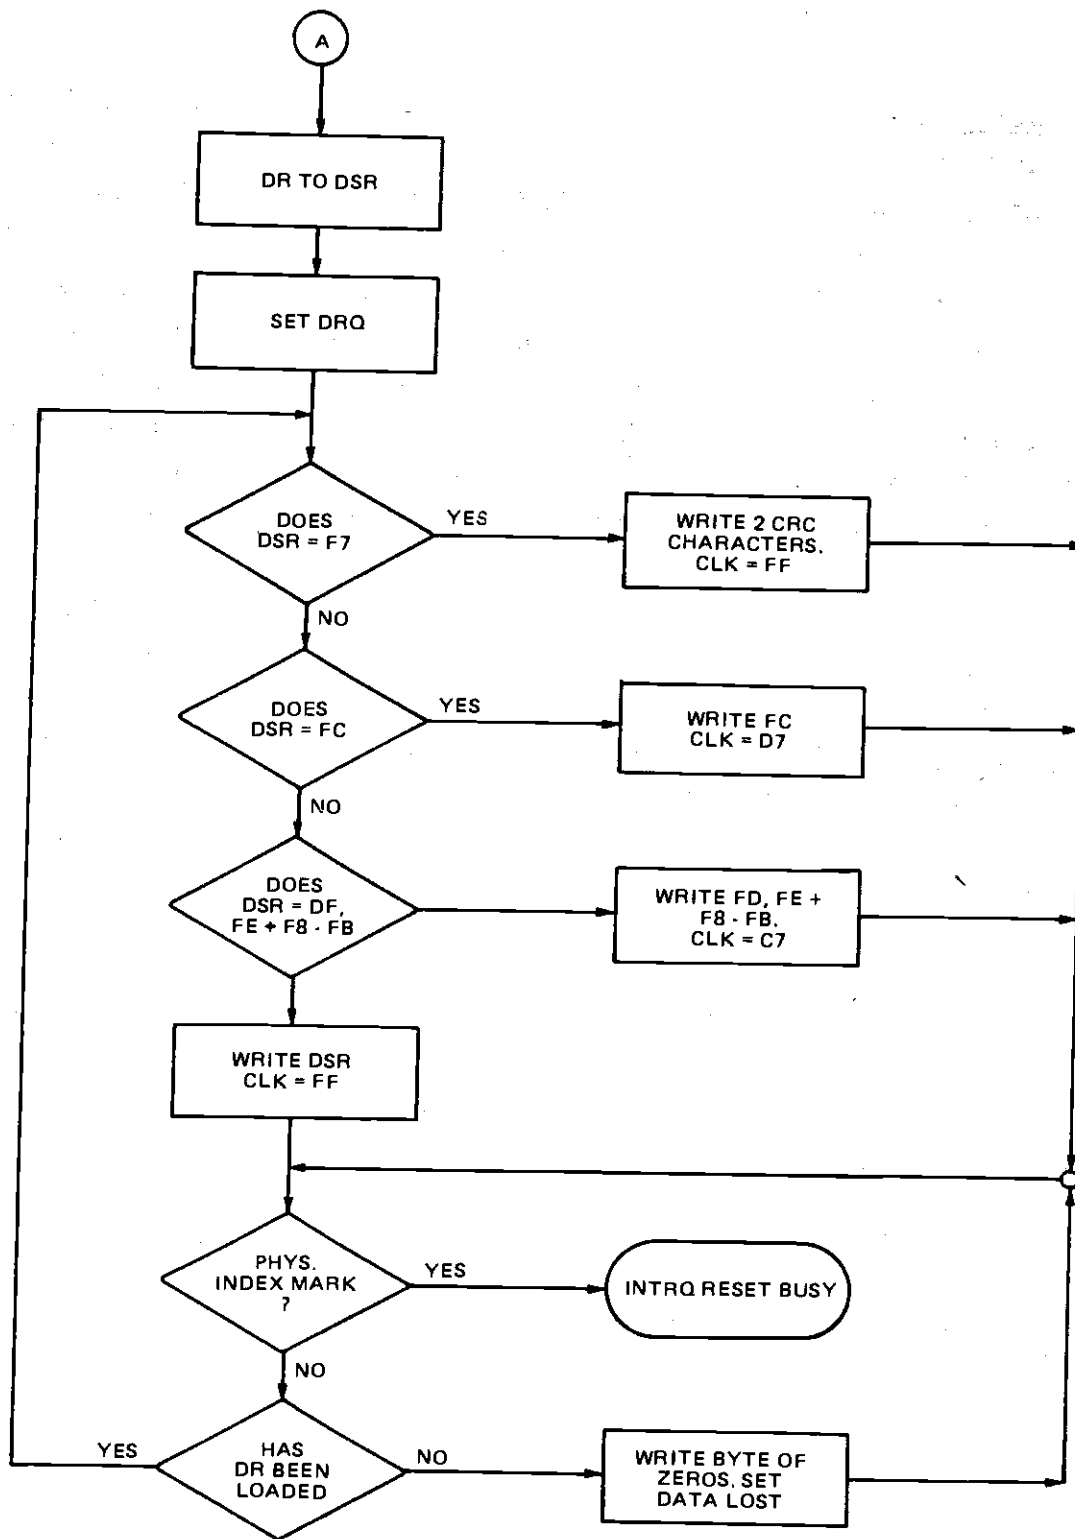 A
DR TO DSR
SET DRQ
DOES
DSR = F7
YES
WRITE 2 CRC
CHARACTERS.
CLK = FF
NO
DOES
DSR = FC
YES
WRITE FC
CLK = D7
NO
DOES
DSR = DF,
FE + F8 - FB
WRITE FD, FE +
F8 - FB.
CLK = C7
WRITE DSR
CLK = FF
PHYS.
INDEX MARK
?
YES
INTRQ RESET BUSY
NO
YES
HAS
DR BEEN
LOADED
NO
WRITE BYTE OF
ZEROS. SET
DATA LOST